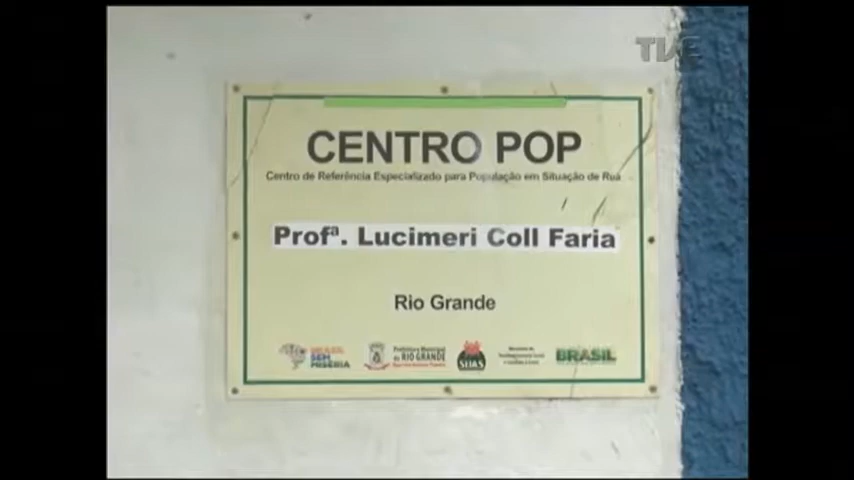 TVE
CENTRO POP
Centro de Referência Especializado para População em Situação de Rua
Profª. Lucimeri Coll Faria
Rio Grande
BRASIL SEM MISÉRIA
Prefeitura Municipal
do RIO GRANDE
SUAS
BRASIL